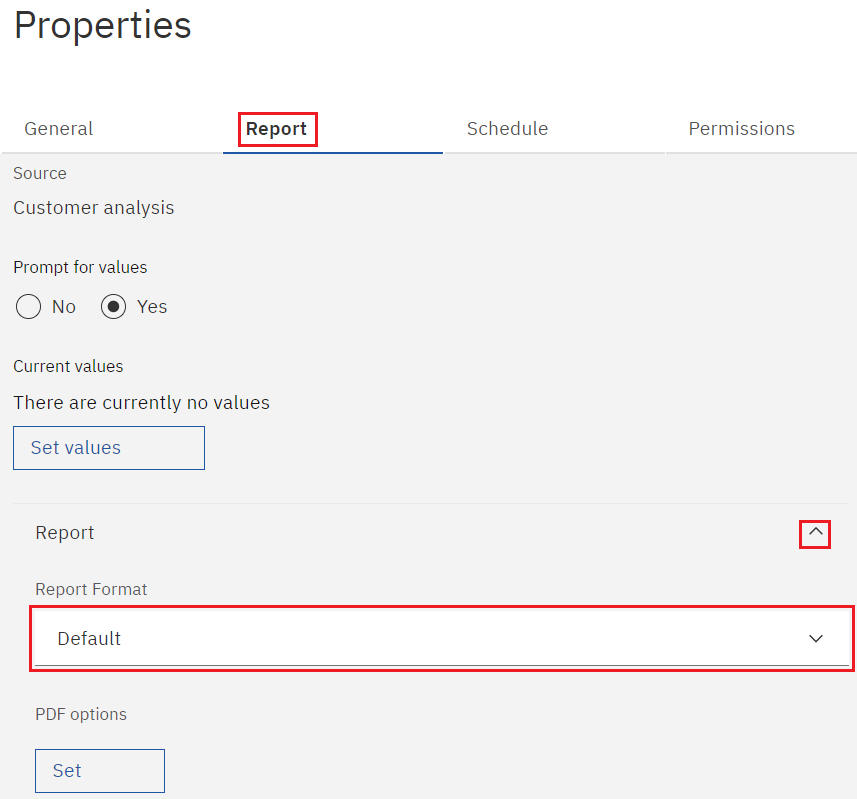 Properties
General Report Schedule Permissions
Source
Customer analysis
Prompt for values
No Yes
Current values
There are currently no values
Set values
Report
Report Format
Default
PDF options
Set